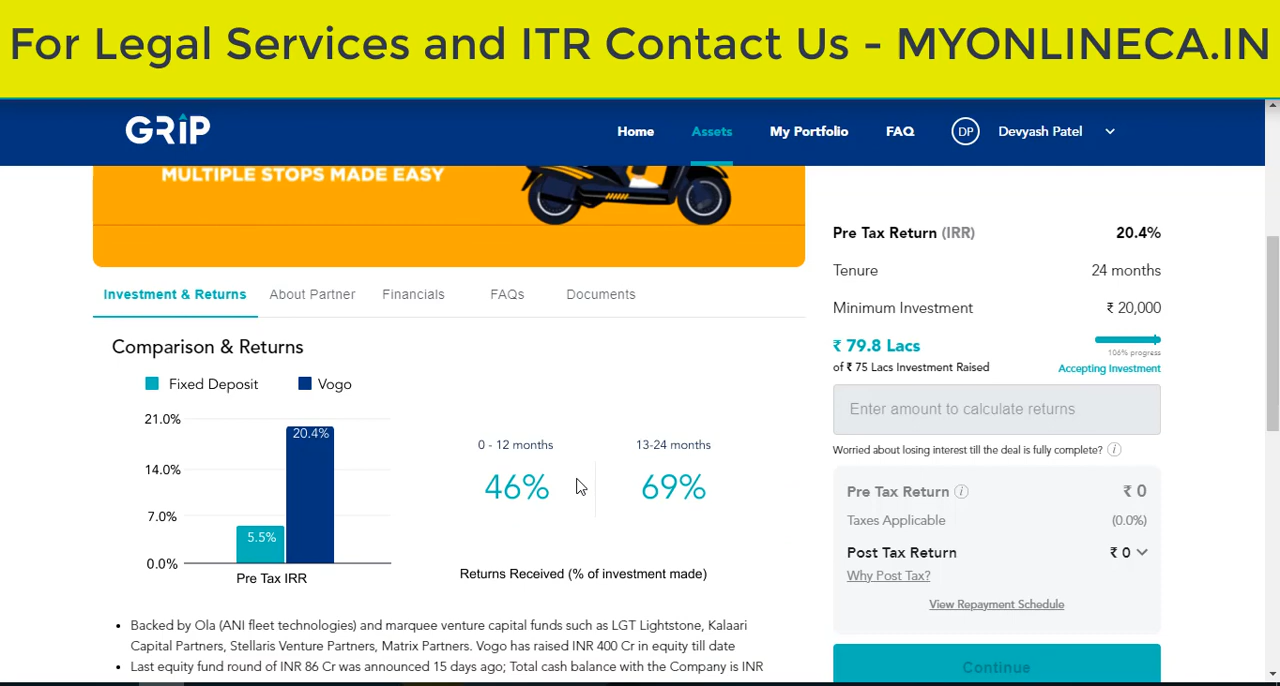 For Legal Services and ITR Contact Us - MYONLINECA.IN
GRiP
Home
Assets
My Portfolio
FAQ
DP
Devyash Patel
MULTIPLE STOPS MADE EASY
Investment & Returns
About Partner
Financials
FAQs
Documents
Comparison & Returns
Fixed Deposit
Vogo
21.0%
14.0%
7.0%
0.0%
20.4%
5.5%
Pre Tax IRR
0 - 12 months
46%
13-24 months
69%
Returns Received (% of investment made)
• Backed by Ola (ANI fleet technologies) and marquee venture capital funds such as LGT Lightstone, Kalaari
Capital Partners, Stellaris Venture Partners, Matrix Partners. Vogo has raised INR 400 Cr in equity till date
• Last equity fund round of INR 86 Cr was announced 15 days ago; Total cash balance with the Company is INR
Pre Tax Return (IRR) 20.4%
Tenure 24 months
Minimum Investment ₹ 20,000
₹ 79.8 Lacs
106% progress
of ₹ 75 Lacs Investment Raised
Accepting Investment
Enter amount to calculate returns
Worried about losing interest till the deal is fully complete? i
Pre Tax Return i ₹ 0
Taxes Applicable (0.0%)
Post Tax Return ₹ 0
Why Post Tax?
View Repayment Schedule
Continue